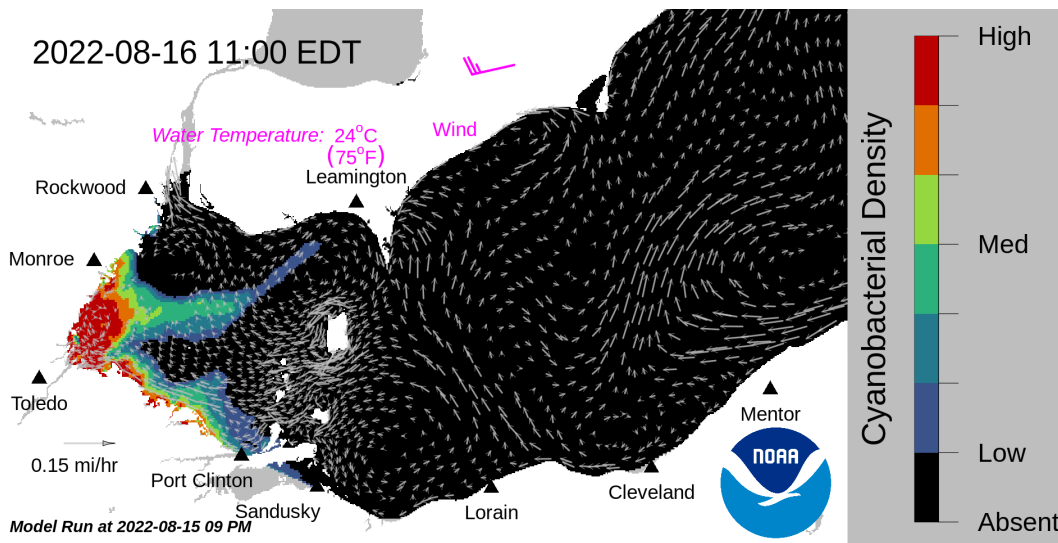 2022-08-16 11:00 EDT
High
Water Temperature: 24°C
(75°F)
Wind
Leamington
Rockwood
Monroe
Med
Cyanobacterial Density
Toledo
Mentor
0.15 mi/hr
NOAA
Low
Port Clinton
Cleveland
Sandusky
Lorain
Absent
Model Run at 2022-08-15 09 PM